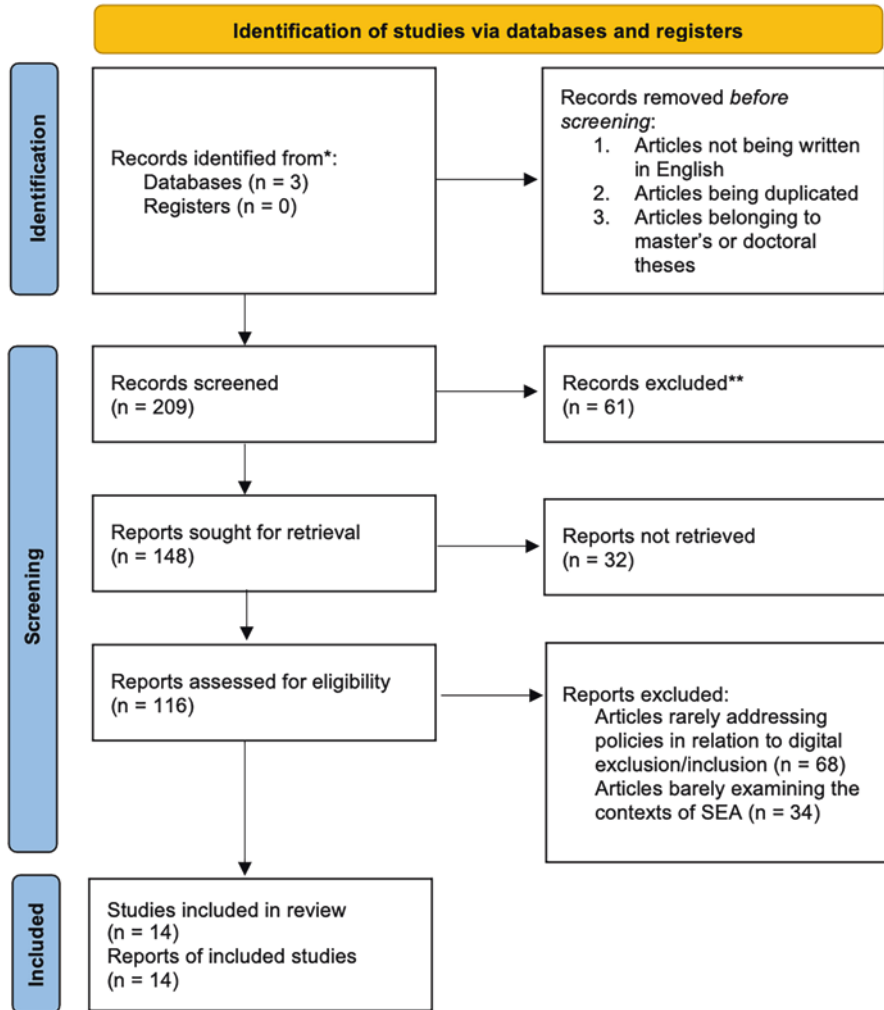 Identification of studies via databases and registers
Identification
Records identified from*:
Databases (n = 3)
Registers (n = 0)
Records removed before
screening:
1. Articles not being written
in English
2. Articles being duplicated
3. Articles belonging to
master's or doctoral
theses
Screening
Records screened
(n = 209)
Records excluded**
(n = 61)
Reports sought for retrieval
(n = 148)
Reports not retrieved
(n = 32)
Reports assessed for eligibility
(n = 116)
Reports excluded:
Articles rarely addressing
policies in relation to digital
exclusion/inclusion (n = 68)
Articles barely examining the
contexts of SEA (n = 34)
Included
Studies included in review
(n = 14)
Reports of included studies
(n = 14)